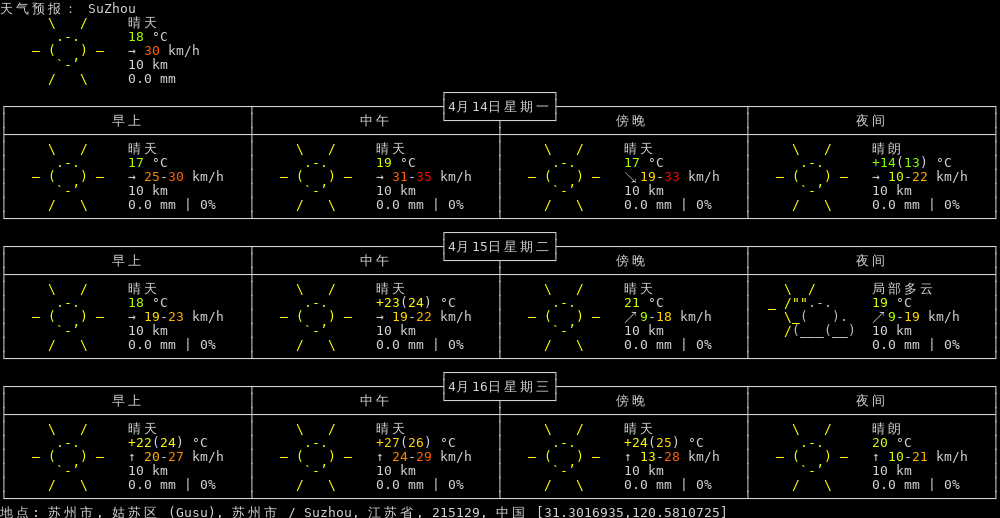 天气预报: SuZhou
晴天
18 °C
→ 30 km/h
10 km
0.0 mm
4月14日星期一
早上 中午 傍晚 夜间
晴天 晴天 晴天 晴朗
17 °C 19 °C 17 °C +14(13) °C
→ 25-30 km/h → 31-35 km/h ↘ 19-33 km/h → 10-22 km/h
10 km 10 km 10 km 10 km
0.0 mm | 0% 0.0 mm | 0% 0.0 mm | 0% 0.0 mm | 0%
4月15日星期二
早上 中午 傍晚 夜间
晴天 晴天 晴天 局部多云
18 °C +23(24) °C 21 °C 19 °C
→ 19-23 km/h → 19-22 km/h ↗ 9-18 km/h ↗ 9-19 km/h
10 km 10 km 10 km 10 km
0.0 mm | 0% 0.0 mm | 0% 0.0 mm | 0% 0.0 mm | 0%
4月16日星期三
早上 中午 傍晚 夜间
晴天 晴天 晴天 晴朗
+22(24) °C +27(26) °C +24(25) °C 20 °C
↑ 20-27 km/h ↑ 24-29 km/h ↑ 13-28 km/h ↑ 10-21 km/h
10 km 10 km 10 km 10 km
0.0 mm | 0% 0.0 mm | 0% 0.0 mm | 0% 0.0 mm | 0%
地点: 苏州市, 姑苏区 (Gusu), 苏州市 / Suzhou, 江苏省, 215129, 中国 [31.3016935,120.5810725]